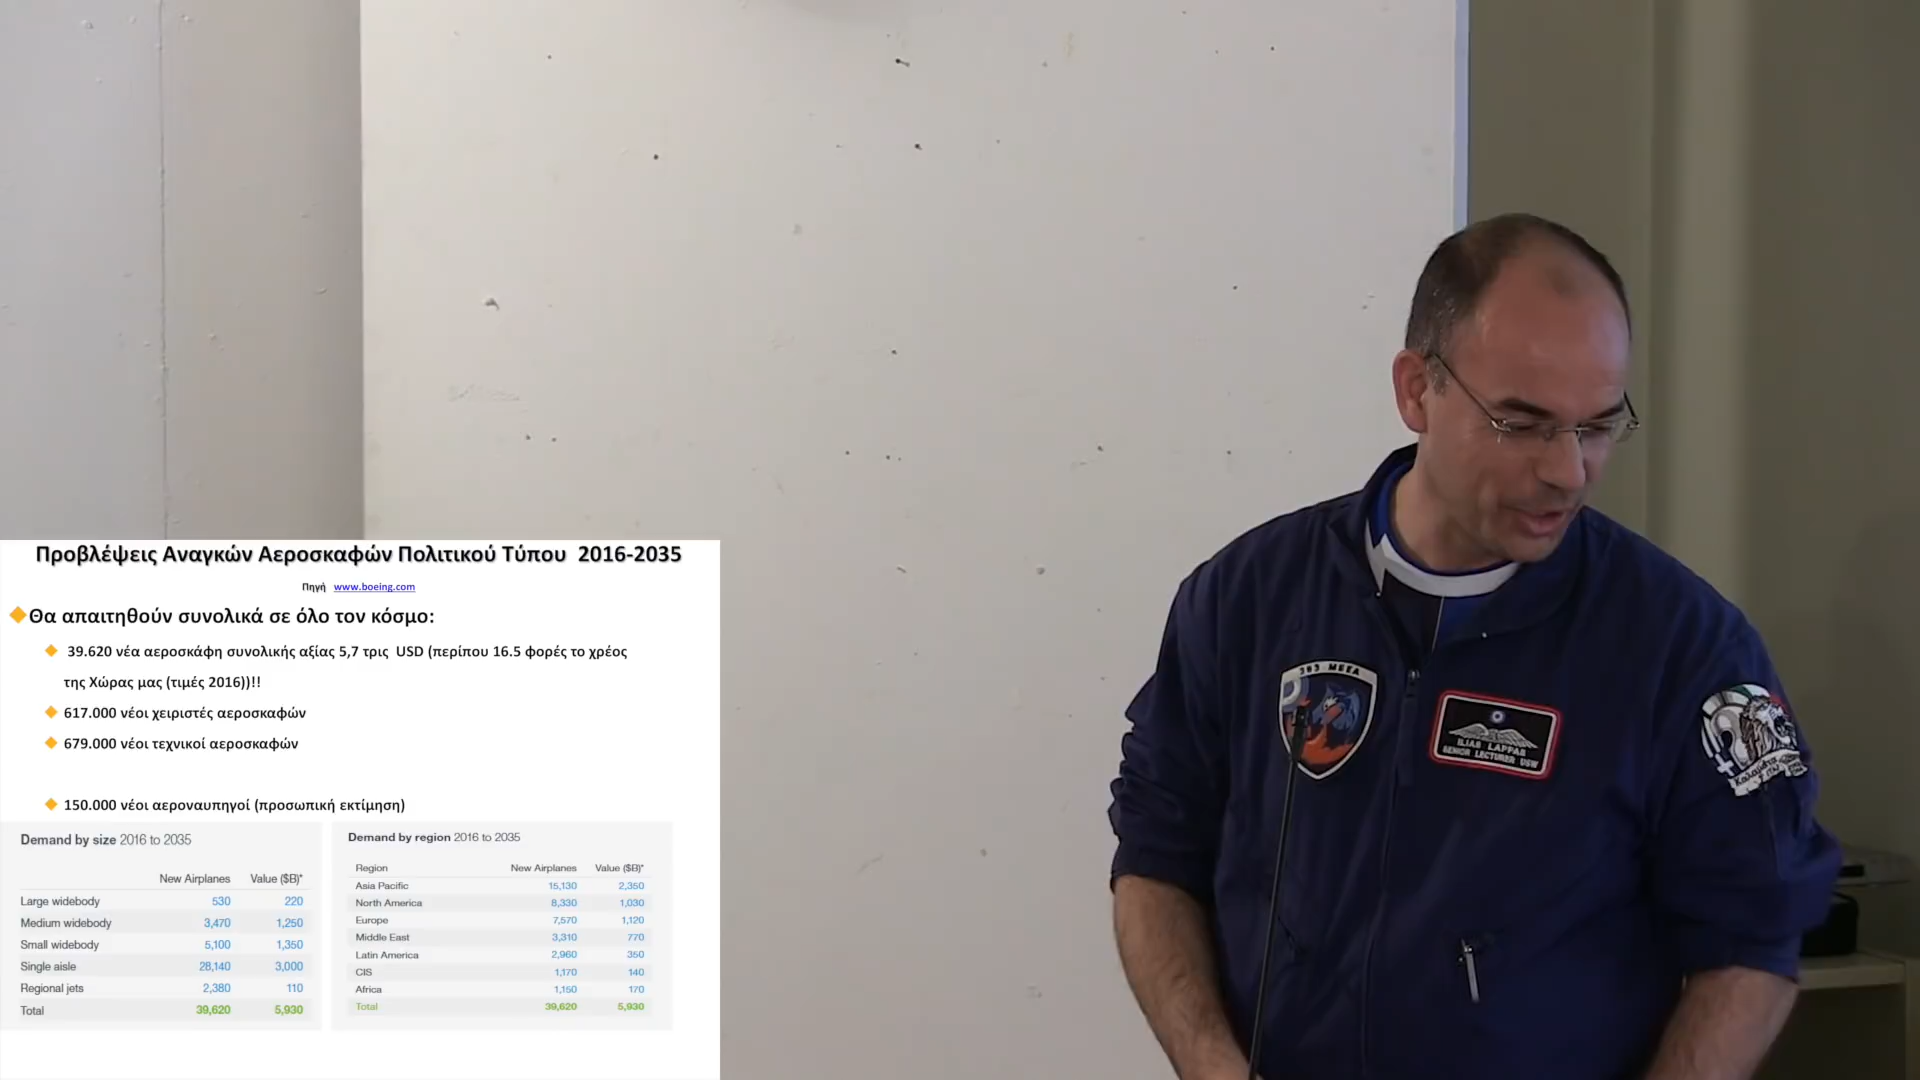 Προβλέψεις Αναγκών Αεροσκαφών Πολιτικού Τύπου 2016-2035
Πηγή www.boeing.com
Θα απαιτηθούν συνολικά σε όλο τον κόσμο:
39.620 νέα αεροσκάφη συνολικής αξίας 5,7 τρις USD (περίπου 16.5 φορές το χρέος
της Χώρας μας (τιμές 2016))!!
617.000 νέοι χειριστές αεροσκαφών
679.000 νέοι τεχνικοί αεροσκαφών
150.000 νέοι αεροναυπηγοί (προσωπική εκτίμηση)
Demand by size 2016 to 2035
New Airplanes Value ($B)*
Large widebody 530 220
Medium widebody 3,470 1,250
Small widebody 5,100 1,350
Single aisle 28,140 3,000
Regional jets 2,380 110
Total 39,620 5,930
Demand by region 2016 to 2035
Region New Airplanes Value ($B)*
Asia Pacific 15,130 2,350
North America 8,330 1,030
Europe 7,570 1,120
Middle East 3,310 770
Latin America 2,960 350
CIS 1,170 140
Africa 1,150 170
Total 39,620 5,930
ILIAS LAPPAS
SENIOR LECTURER USW
Καλαμάτα